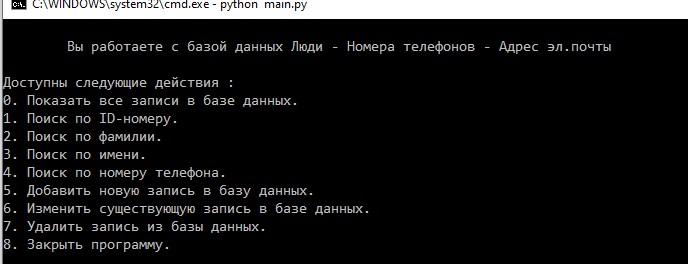 C:\WINDOWS\system32\cmd.exe - python main.py
Вы работаете с базой данных Люди - Номера телефонов - Адрес эл.почты
Доступны следующие действия :
0. Показать все записи в базе данных.
1. Поиск по ID-номеру.
2. Поиск по фамилии.
3. Поиск по имени.
4. Поиск по номеру телефона.
5. Добавить новую запись в базу данных.
6. Изменить существующую запись в базе данных.
7. Удалить запись из базы данных.
8. Закрыть программу.